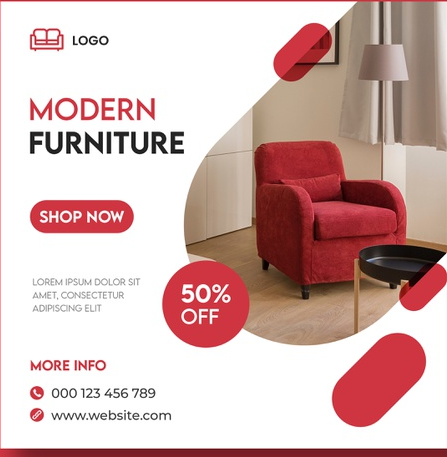 LOGO
MODERN
FURNITURE
SHOP NOW
LOREM IPSUM DOLOR SIT
AMET, CONSECTETUR
ADIPISCING ELIT
50%
OFF
MORE INFO
000 123 456 789
www.website.com